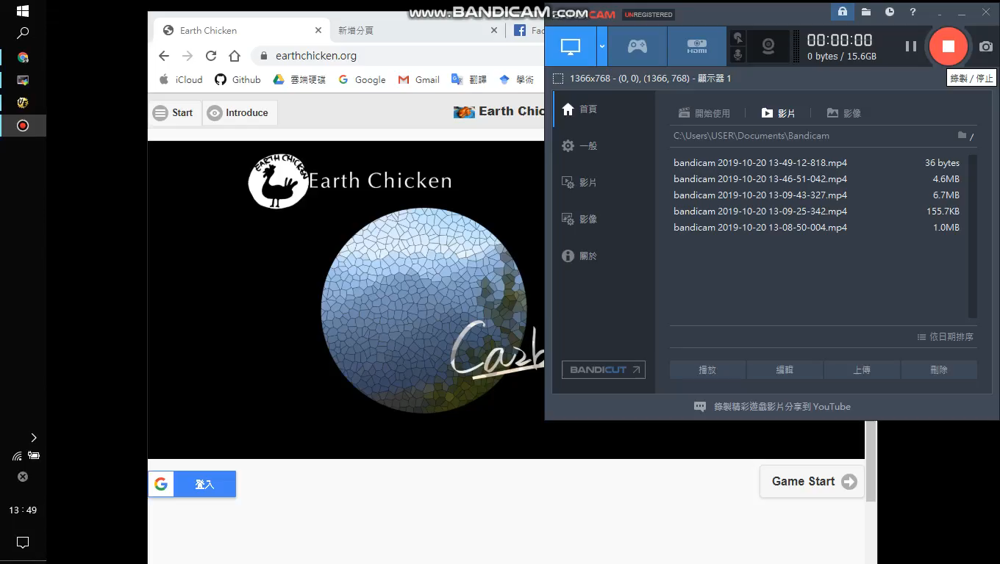 www.BANDICAM.com
BANDICAM UNREGISTERED
Earth Chicken
新增分頁
earthchicken.org
HDMI
00:00:00
0 bytes / 15.6GB
iCloud Github 雲端硬碟 Google Gmail 翻譯 學術
1366x768 - (0, 0), (1366, 768) - 顯示器 1
錄製 / 停止
Start Introduce
Earth Chic
首頁
一般
影片
影像
關於
開始使用 影片 影像
C:\Users\USER\Documents\Bandicam
/
bandicam 2019-10-20 13-49-12-818.mp4 36 bytes
bandicam 2019-10-20 13-46-51-042.mp4 4.6MB
bandicam 2019-10-20 13-09-43-327.mp4 6.7MB
bandicam 2019-10-20 13-09-25-342.mp4 155.7KB
bandicam 2019-10-20 13-08-50-004.mp4 1.0MB
依日期排序
BANDICUT
播放 編輯 上傳 刪除
錄製精彩遊戲影片分享到 YouTube
EARTH CHICKEN
Earth Chicken
登入
Game Start
13：49